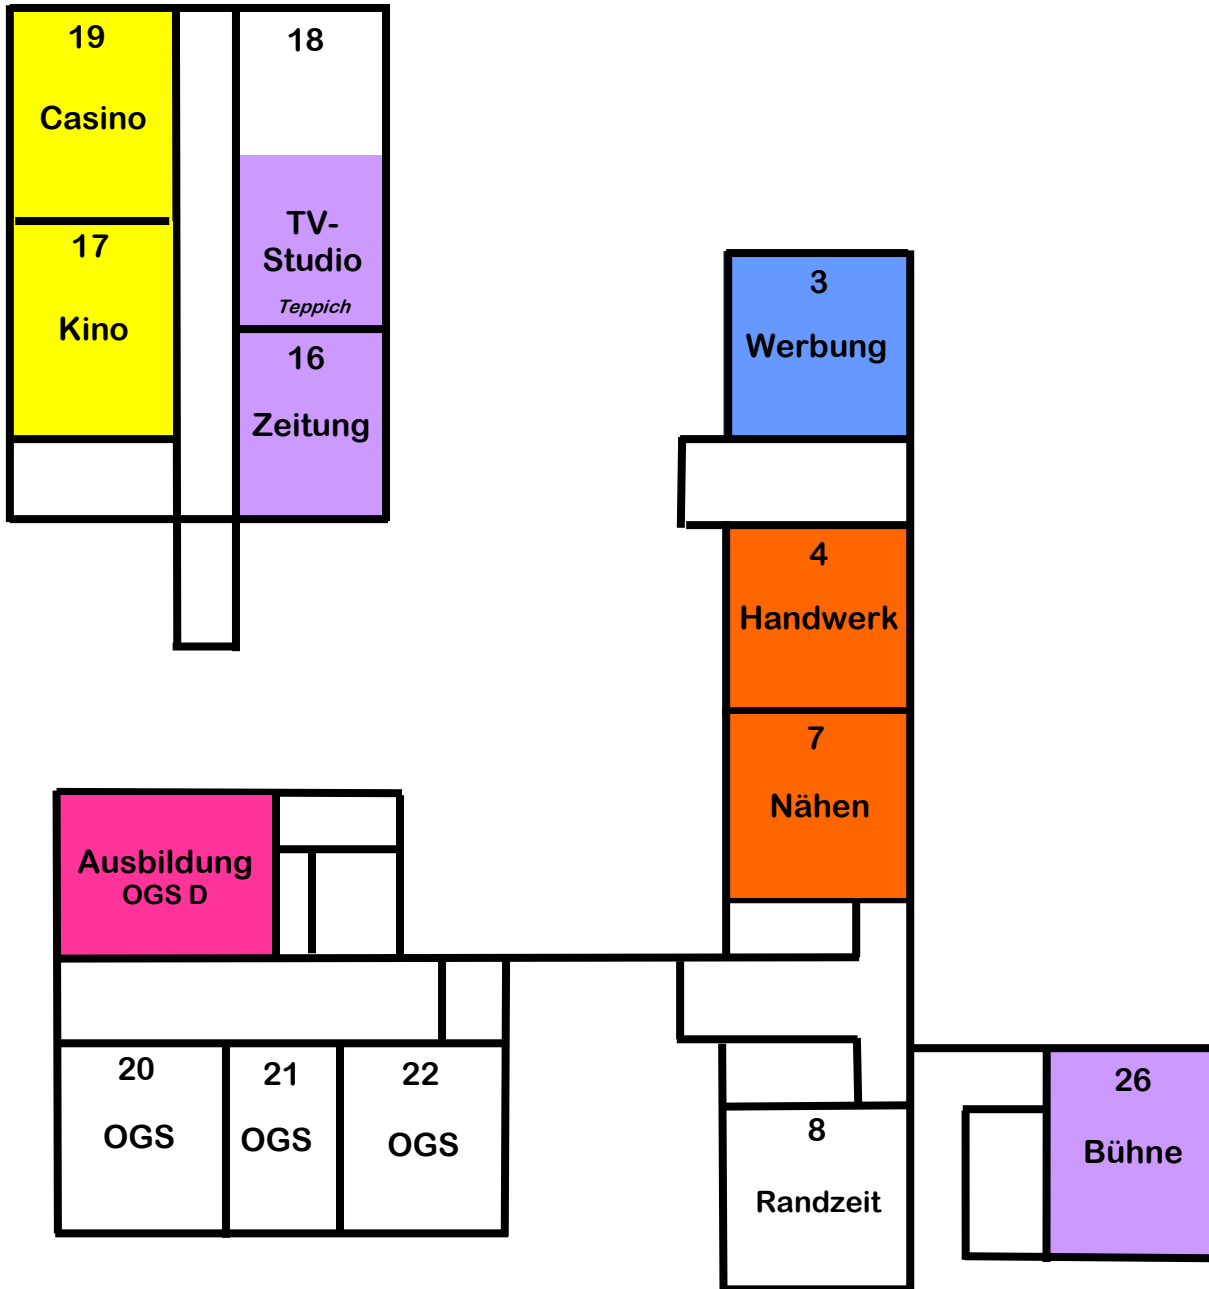 19
Casino
17
Kino
18
TV-
Studio
Teppich
16
Zeitung
3
Werbung
4
Handwerk
7
Nähen
Ausbildung
OGS D
20
OGS
21
OGS
22
OGS
8
Randzeit
26
Bühne